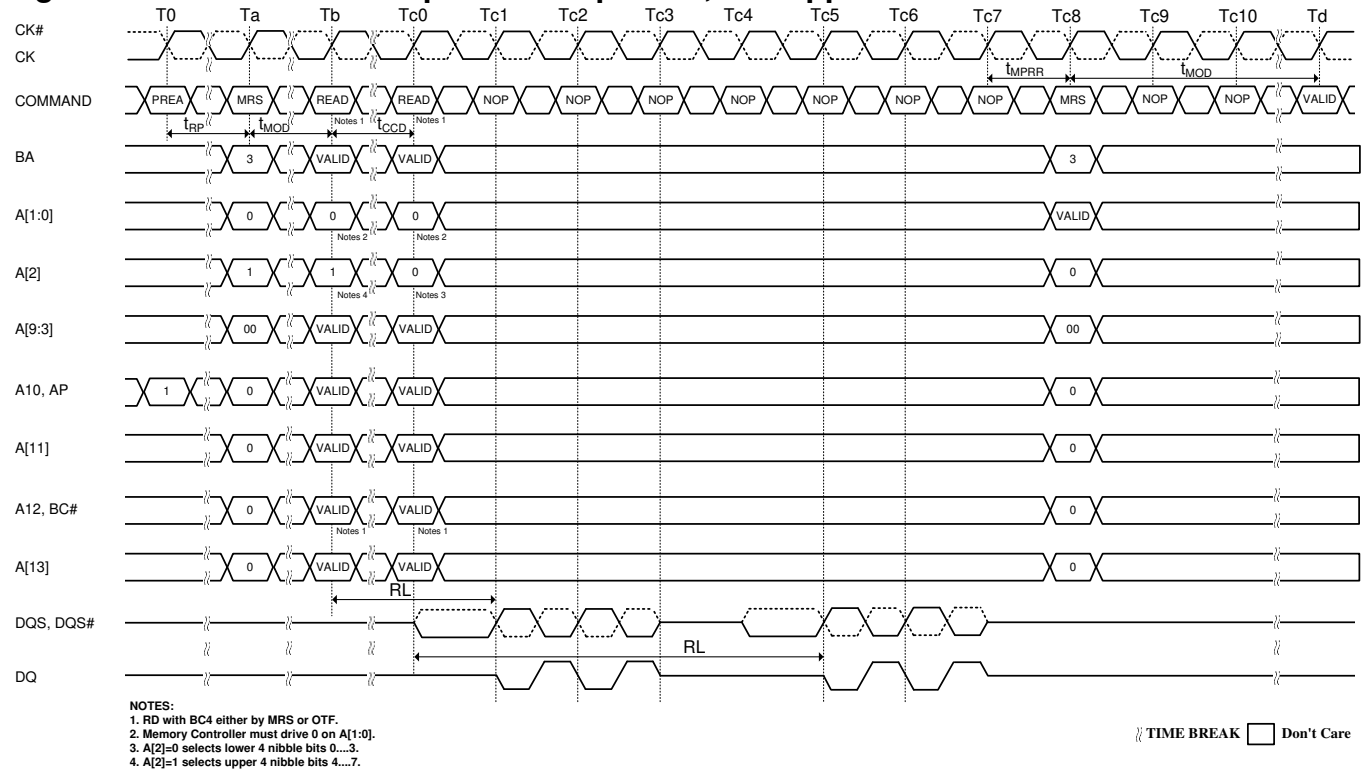 T0 Ta Tb Tc0 Tc1 Tc2 Tc3 Tc4 Tc5 Tc6 Tc7 Tc8 Tc9 Tc10 Td
CK#
CK
tMPRR tMOD
COMMAND PREA MRS READ READ NOP NOP NOP NOP NOP NOP NOP MRS NOP NOP VALID
Notes 1 Notes 1
tRP tMOD tCCD
BA 3 VALID VALID 3
A[1:0] 0 0 0 VALID
Notes 2 Notes 2
A[2] 1 1 0 0
Notes 4 Notes 3
A[9:3] 00 VALID VALID 00
A10, AP 1 0 VALID VALID 0
A[11] 0 VALID VALID 0
A12, BC# 0 VALID VALID 0
Notes 1 Notes 1
A[13] 0 VALID VALID 0
RL
DQS, DQS#
RL
DQ
NOTES:
1. RD with BC4 either by MRS or OTF.
2. Memory Controller must drive 0 on A[1:0].
3. A[2]=0 selects lower 4 nibble bits 0....3.
4. A[2]=1 selects upper 4 nibble bits 4....7.
TIME BREAK Don't Care